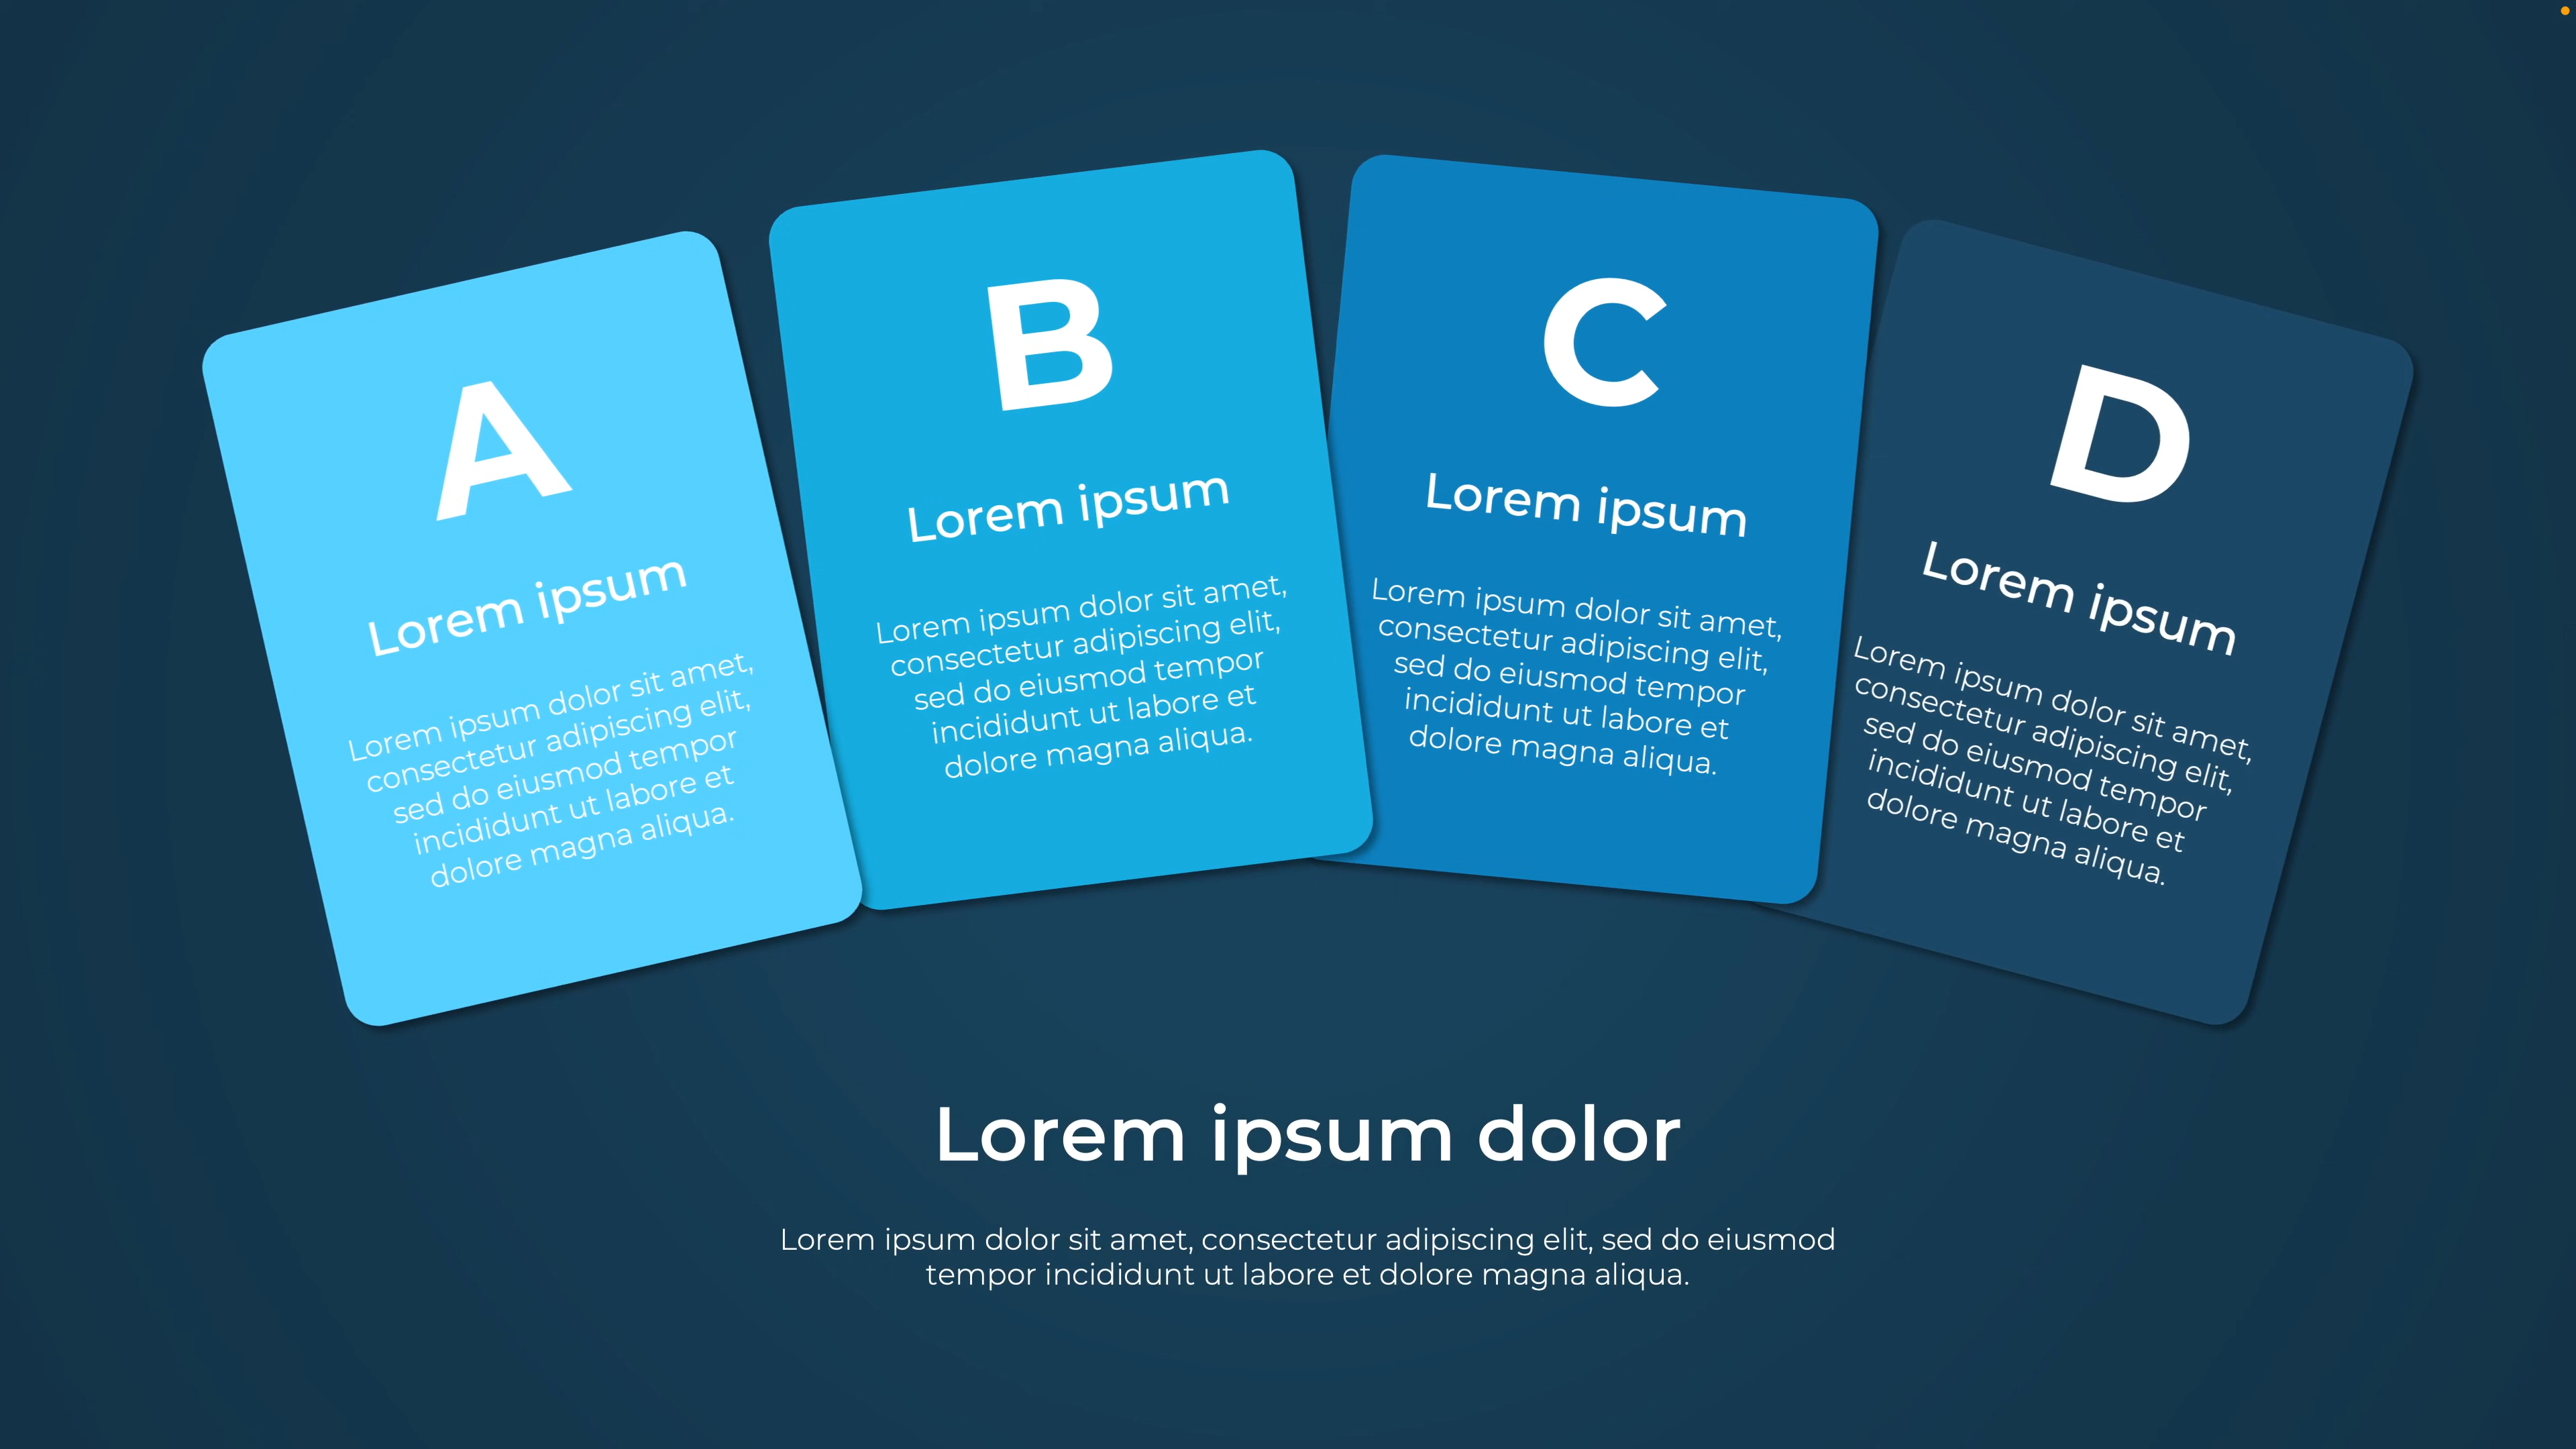 A
Lorem ipsum
Lorem ipsum dolor sit amet,
consectetur adipiscing elit,
sed do eiusmod tempor
incididunt ut labore et
dolore magna aliqua.
B
Lorem ipsum
Lorem ipsum dolor sit amet,
consectetur adipiscing elit,
sed do eiusmod tempor
incididunt ut labore et
dolore magna aliqua.
C
Lorem ipsum
Lorem ipsum dolor sit amet,
consectetur adipiscing elit,
sed do eiusmod tempor
incididunt ut labore et
dolore magna aliqua.
D
Lorem ipsum
Lorem ipsum dolor sit amet,
consectetur adipiscing elit,
sed do eiusmod tempor
incididunt ut labore et
dolore magna aliqua.
Lorem ipsum dolor
Lorem ipsum dolor sit amet, consectetur adipiscing elit, sed do eiusmod
tempor incididunt ut labore et dolore magna aliqua.